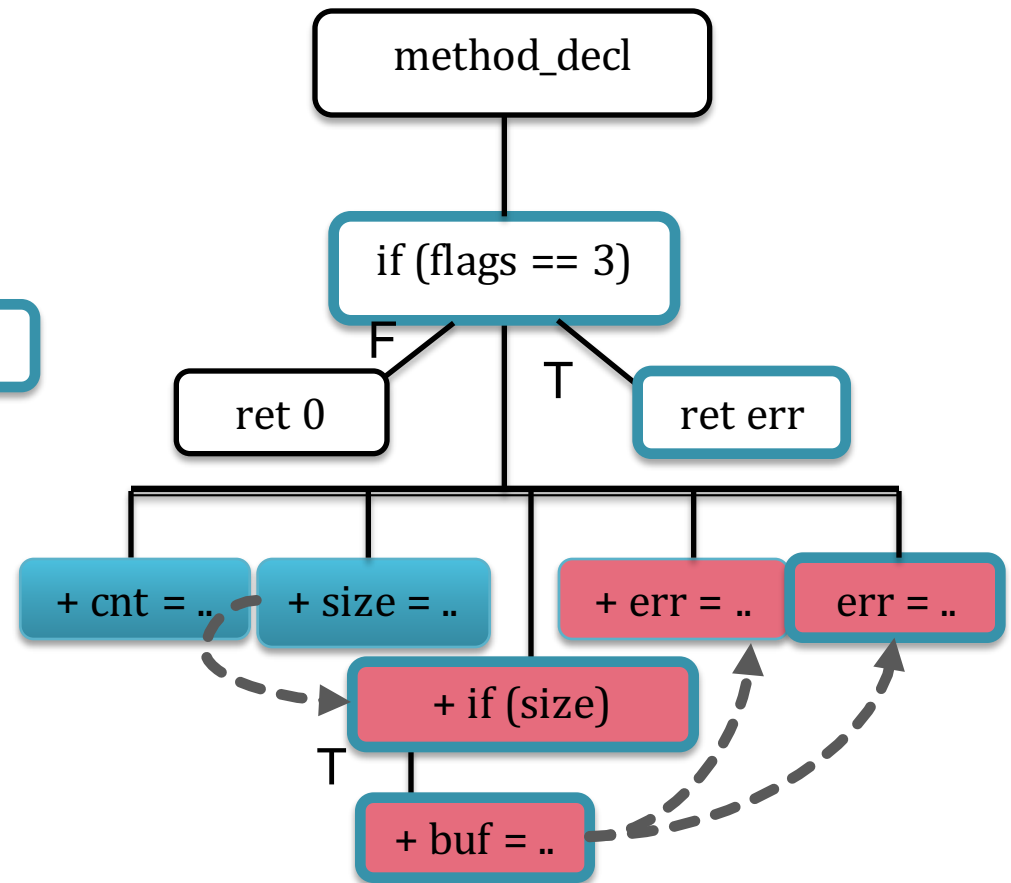 method_decl
if (flags == 3)
F
T
ret 0
ret err
+ cnt = ..
+ size = ..
+ err = ..
err = ..
+ if (size)
T
+ buf = ..